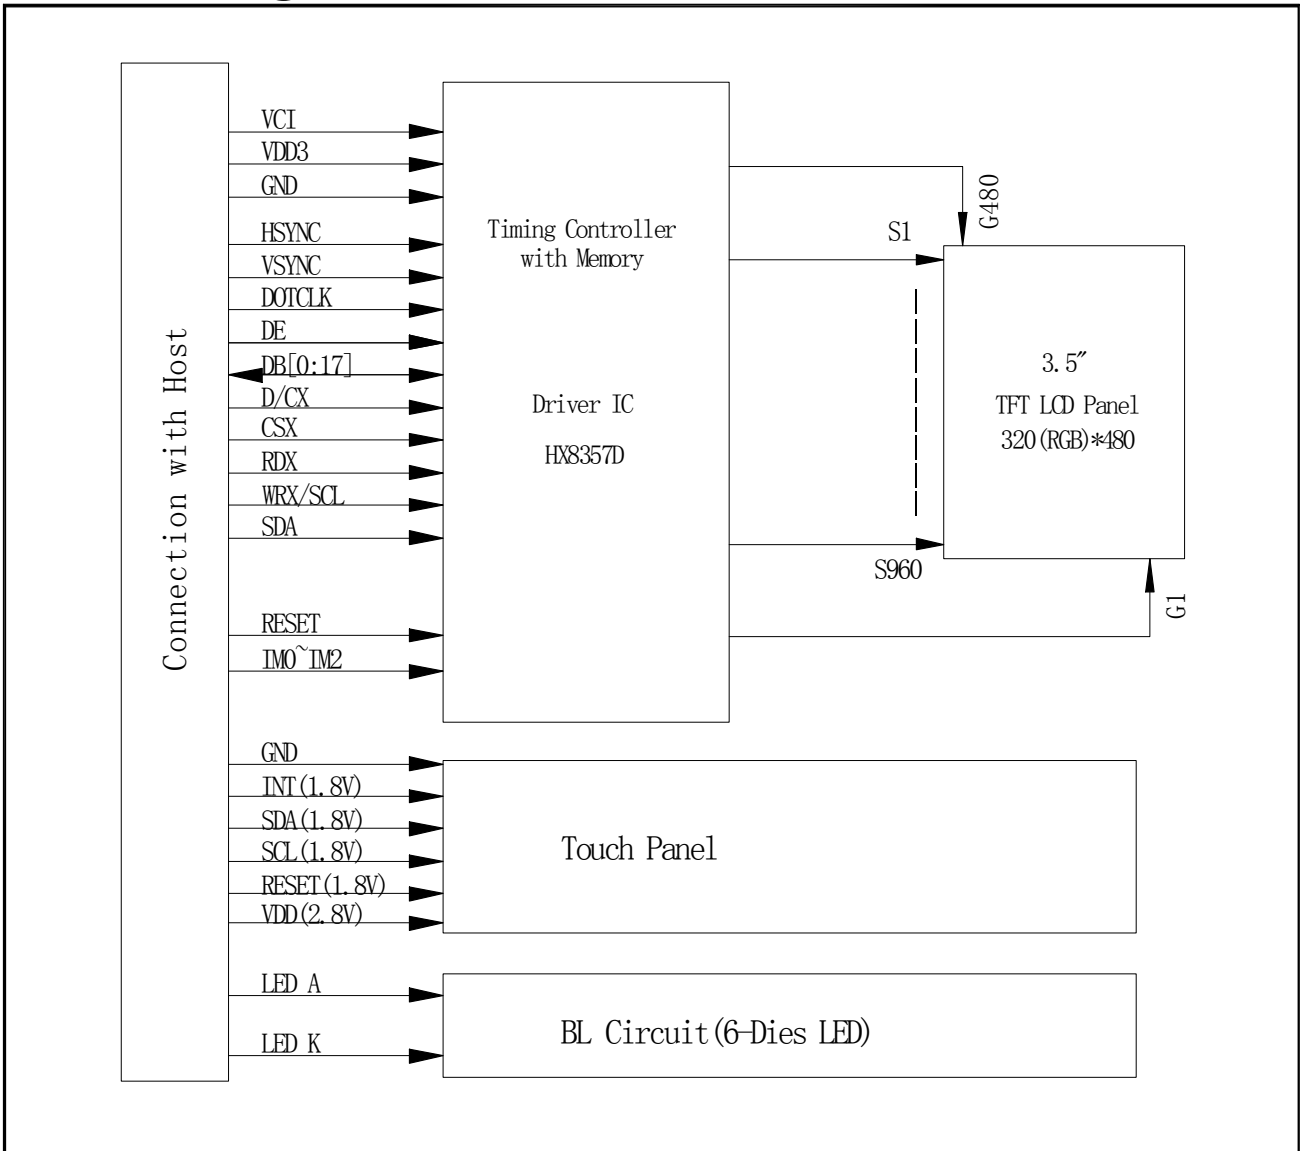 Connection with Host
VCI
VDD3
GND
HSYNC
VSYNC
DOTCLK
DE
DB[0:17]
D/CX
CSX
RDX
WRX/SCL
SDA
RESET
IM0~IM2
Timing Controller
with Memory
Driver IC
HX8357D
G480
S1
S960
G1
3.5″
TFT LCD Panel
320(RGB)*480
GND
INT(1.8V)
SDA(1.8V)
SCL(1.8V)
RESET(1.8V)
VDD(2.8V)
Touch Panel
LED A
LED K
BL Circuit(6-Dies LED)